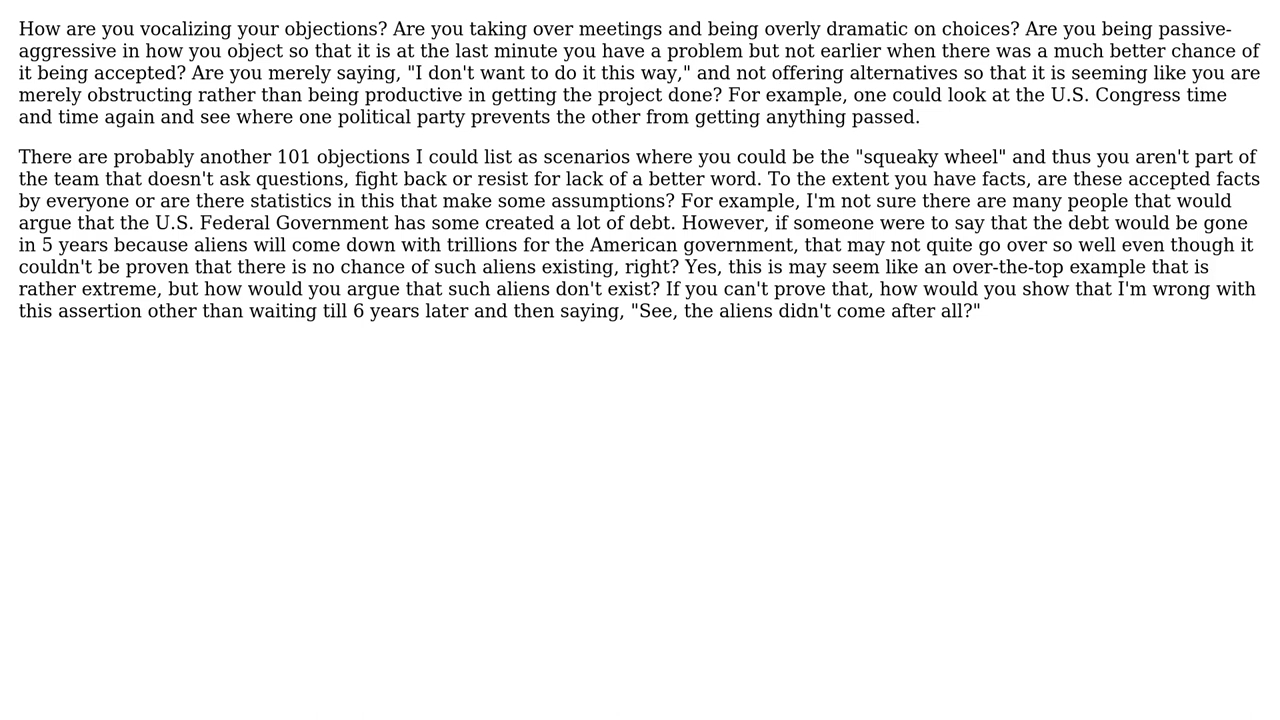 How are you vocalizing your objections? Are you taking over meetings and being overly dramatic on choices? Are you being passive-
aggressive in how you object so that it is at the last minute you have a problem but not earlier when there was a much better chance of
it being accepted? Are you merely saying, "I don't want to do it this way," and not offering alternatives so that it is seeming like you are
merely obstructing rather than being productive in getting the project done? For example, one could look at the U.S. Congress time
and time again and see where one political party prevents the other from getting anything passed.
There are probably another 101 objections I could list as scenarios where you could be the "squeaky wheel" and thus you aren't part of
the team that doesn't ask questions, fight back or resist for lack of a better word. To the extent you have facts, are these accepted facts
by everyone or are there statistics in this that make some assumptions? For example, I'm not sure there are many people that would
argue that the U.S. Federal Government has some created a lot of debt. However, if someone were to say that the debt would be gone
in 5 years because aliens will come down with trillions for the American government, that may not quite go over so well even though it
couldn't be proven that there is no chance of such aliens existing, right? Yes, this is may seem like an over-the-top example that is
rather extreme, but how would you argue that such aliens don't exist? If you can't prove that, how would you show that I'm wrong with
this assertion other than waiting till 6 years later and then saying, "See, the aliens didn't come after all?"